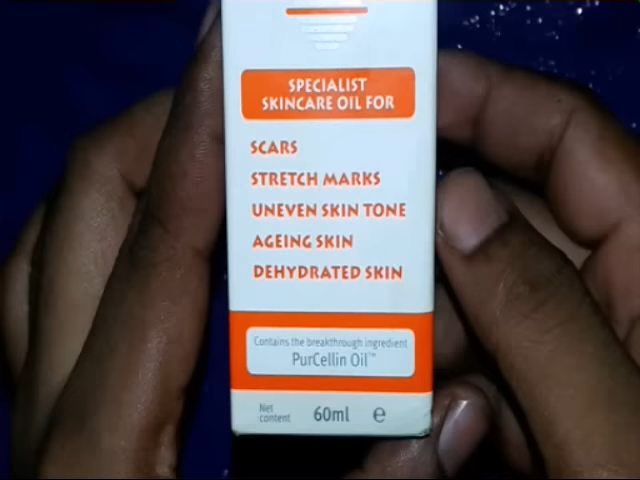 SPECIALIST
SKINCARE OIL FOR
SCARS
STRETCH MARKS
UNEVEN SKIN TONE
AGEING SKIN
DEHYDRATED SKIN
Contains the breakthrough ingredient
PurCellin Oil™
Net
content 60ml ℮